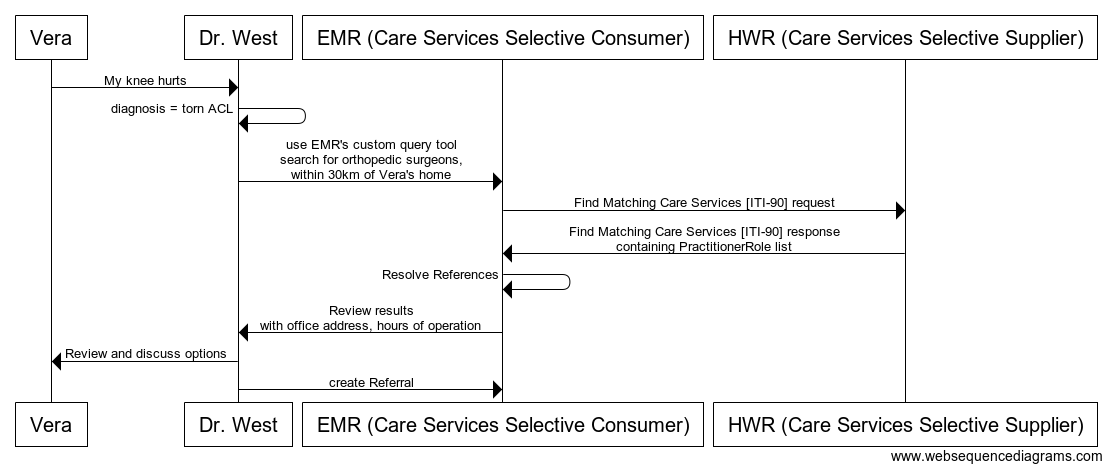 Vera
Dr. West
EMR (Care Services Selective Consumer)
HWR (Care Services Selective Supplier)
My knee hurts
diagnosis = torn ACL
use EMR's custom query tool
search for orthopedic surgeons,
within 30km of Vera's home
Find Matching Care Services [ITI-90] request
Find Matching Care Services [ITI-90] response
containing PractitionerRole list
Resolve References
Review results
with office address, hours of operation
Review and discuss options
create Referral
Vera
Dr. West
EMR (Care Services Selective Consumer)
HWR (Care Services Selective Supplier)
www.websequencediagrams.com